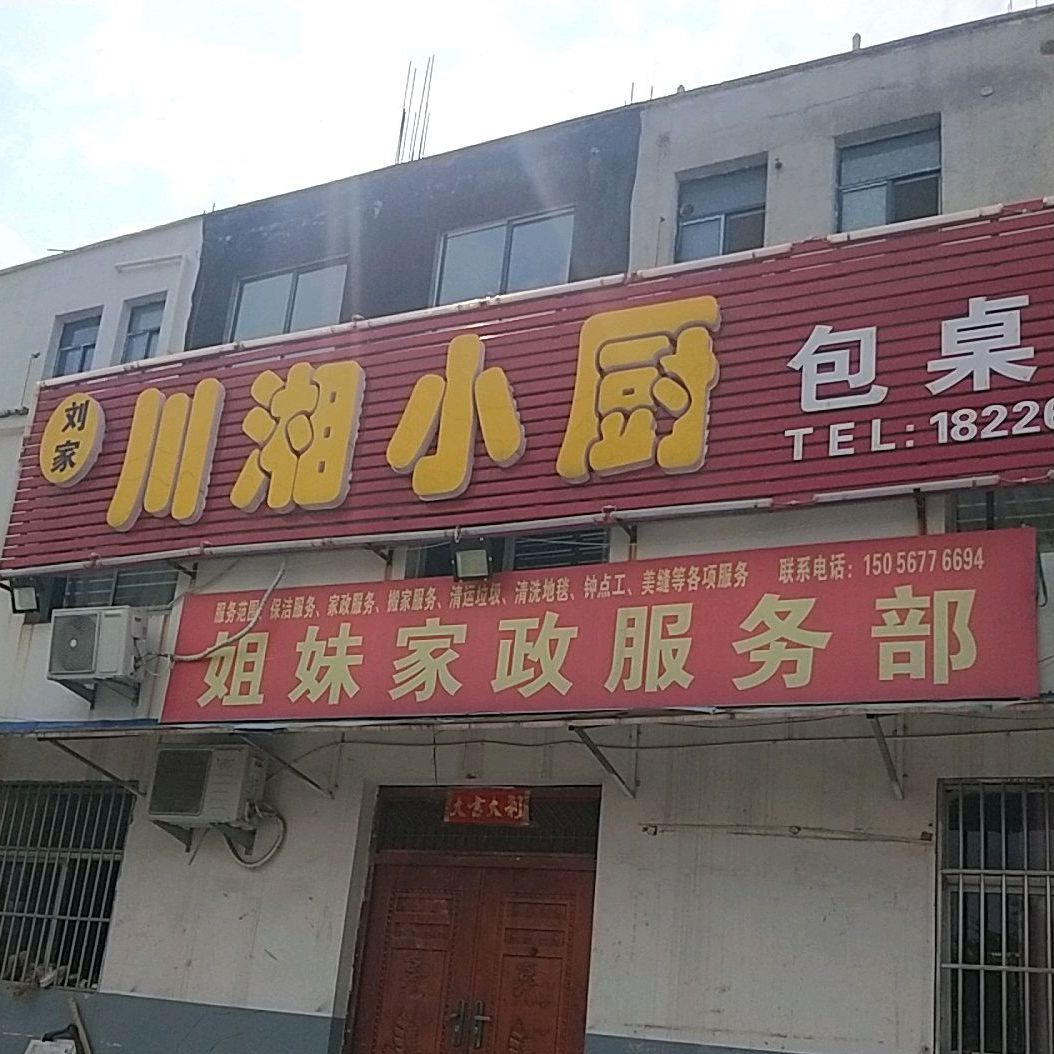 刘家
川湘小厨
包桌
TEL:18220
服务范围、保洁服务、家政服务、搬家服务、清运垃圾、清洗地毯、钟点工、美缝等各项服务 联系电话：150 5677 6694
姐妹家政服务部
大吉大利